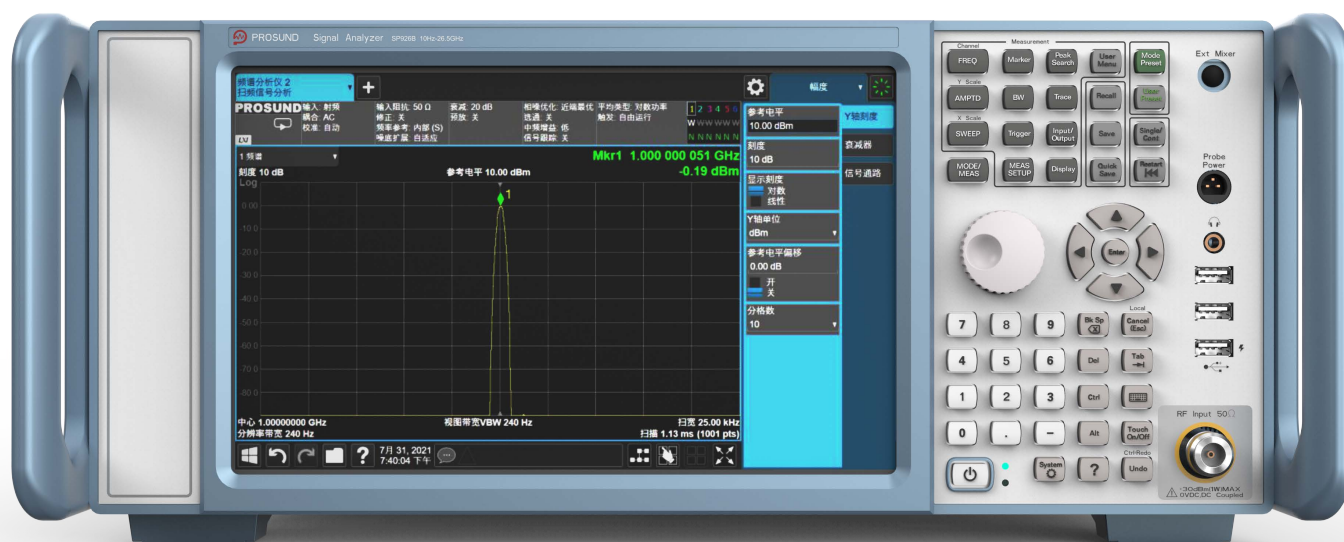 PROSUND Signal Analyzer SP926B 10Hz-26.5GHz
频谱分析仪 2
扫频信号分析
+
幅度
PROSUND
LV
输入: 射频
耦合: AC
校准: 自动
输入阻抗: 50 Ω
修正: 关
频率参考: 内部 (S)
噪底扩展: 自适应
衰减: 20 dB
预放: 关
相噪优化: 近端最优
选通: 关
中频增益: 低
信号跟踪: 关
平均类型: 对数功率
触发: 自由运行
1 2 3 4 5 6
W W W W W W
N N N N N N
1 频谱
刻度 10 dB
Log
参考电平 10.00 dBm
Mkr1 1.000 000 051 GHz
-0.19 dBm
1
0.00
-10.0
-20.0
-30.0
-40.0
-60.0
-70.0
-80.0
中心 1.00000000 GHz
分辨率带宽 240 Hz
视图带宽VBW 240 Hz
扫宽 25.00 kHz
扫描 1.13 ms (1001 pts)
?
7月 31, 2021
7:40:04 下午
参考电平
10.00 dBm
刻度
10 dB
显示刻度
对数
线性
Y轴单位
dBm
参考电平偏移
0.00 dB
开
关
分格数
10
Y轴刻度
衰减器
信号通路
Channel
Measurement
FREQ
Marker
Peak
Search
User
Menu
Mode
Preset
Y Scale
AMPTD
BW
Trace
Recall
User
Preset
X Scale
SWEEP
Trigger
Input/
Output
Save
Single/
Cont
MODE/
MEAS
MEAS
SETUP
Display
Quick
Save
Restart
Enter
Local
7
8
9
Bk Sp
Cancel
(Esc)
4
5
6
Del
Tab
1
2
3
Ctrl
0
.
−
Alt
Touch
On/Off
Ctrl-Redo
System
?
Undo
Ext Mixer
Probe
Power
RF Input 50Ω
-30dBm(1W)MAX
0VDC,DC Coupled